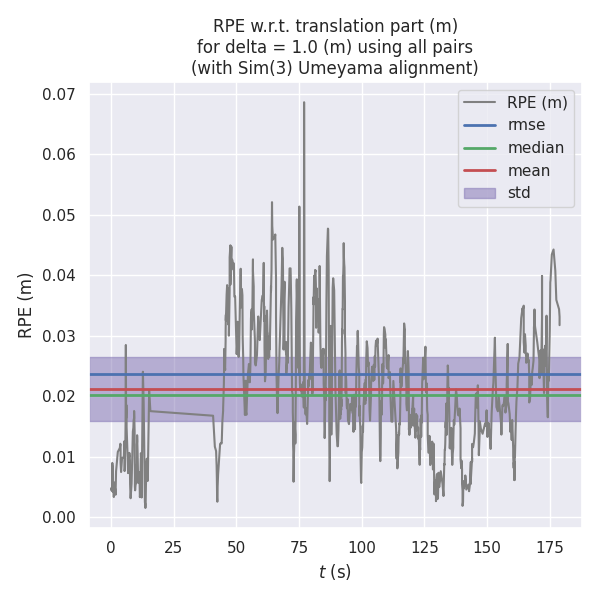 RPE w.r.t. translation part (m)
for delta = 1.0 (m) using all pairs
(with Sim(3) Umeyama alignment)
RPE (m)
rmse
median
mean
std
0.07
0.06
0.05
0.04
0.03
0.02
0.01
0.00
RPE (m)
0
25
50
75
100
125
150
175
t (s)